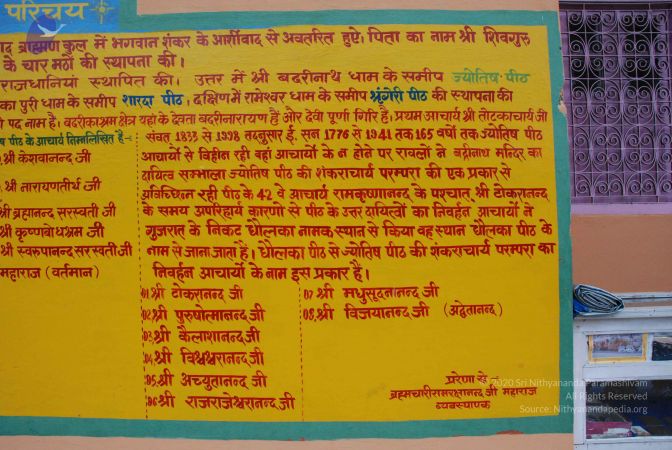 परिचय
पाद ब्राह्मण कुल में भगवान शंकर के आर्शीवाद से अवतरित हुऐ, पिता का नाम श्री शिवगुरु
के चार मठों की स्थापना की।
राजधानियां स्थापित की। उत्तर में श्री बदरीनाथ धाम के समीप ज्योतिष पीठ
का पुरी धाम के समीप शारदा पीठ, दक्षिण में रामेश्वर धाम के समीप श्रृंगेरी पीठ की स्थापना की
पद नाम है। बदरीकाश्रम क्षेत्र यहां के देवता बदरीनारायण हैं और देवी पूर्णा गिरि है। प्रथम आचार्य श्री तोटकाचार्य जी
ष पीठ के आचार्य निम्नलिखित है-
श्री केशवानन्द जी
श्री नारायणतीर्थ जी
श्री ब्रह्मानन्द सरस्वती जी
श्री कृष्णबोधश्रम जी
श्री स्वरुपानन्द सरस्वती जी
महाराज (वर्तमान)
संवत् 1833 से 1998 तदनुसार ई. सन 1776 से 1941 तक 165 वर्षो तक ज्योतिष पीठ
आचार्यो से विहीन रही वहां आचार्यो के न होने पर रावलों ने बद्रीनाथ मन्दिर का
दायित्व सम्भाला ज्योतिष पीठ की शंकराचार्य परम्परा की एक प्रकार से
अविच्छिन्न रही पीठ के 42 वे आचार्य रामकृष्णानन्द के पश्चात् श्री टोकरानन्द
के समय अपरिहार्य कारणो से पीठ के उत्तर दायित्वों का निर्वहन आचार्यो ने
गुजरात के निकट धौलका नामक स्थान से किया वह स्थान धौलका पीठ के
नाम से जाना जाता है। धौलका पीठ से ज्योतिष पीठ की शंकराचार्य परम्परा का
निर्वहन आचार्यो के नाम इस प्रकार है।
01. श्री टोकरानन्द जी
02. श्री पुरुषोत्मानन्द जी
03. श्री कैलाशानन्द जी
04. श्री विश्वेश्वरानन्द जी
05. श्री अच्युतानन्द जी
06 श्री राजराजेश्वरानन्द जी
07 श्री मधुसूदनानन्द जी
08. श्री विजयानन्द जी (अद्वेतानन्द)
प्रेरणा से -
ब्रह्मचारी रामरक्षानन्द जी महाराज
व्यवस्थापक
© 2020 Sri Nithyananda Paramashivam
All Rights Reserved
Source: Nithyanandapedia.org